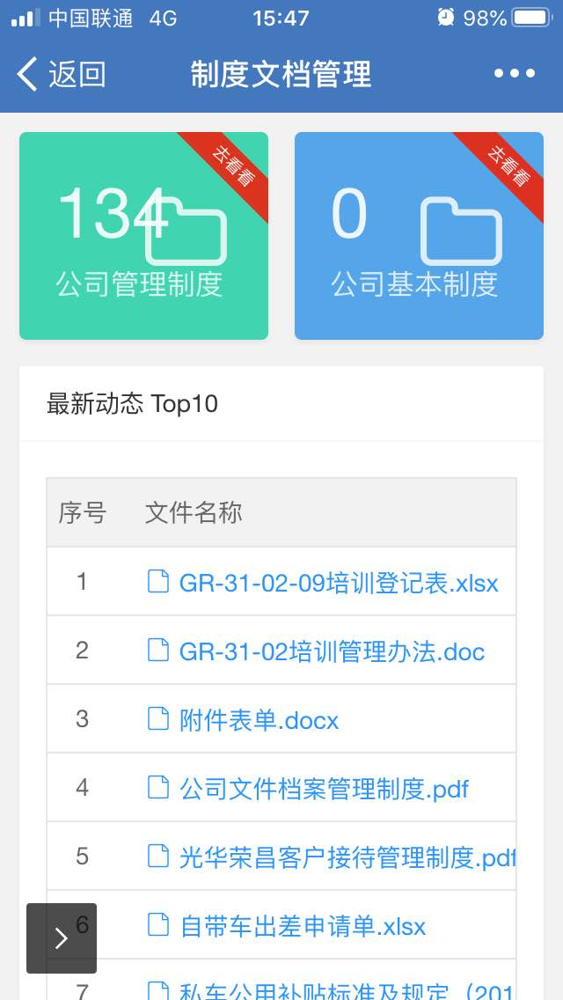 中国联通 4G 15:47 98%
返回 制度文档管理
去看看 去看看
134 0
公司管理制度 公司基本制度
最新动态 Top10
序号 文件名称
1 GR-31-02-09培训登记表.xlsx
2 GR-31-02培训管理办法.doc
3 附件表单.docx
4 公司文件档案管理制度.pdf
5 光华荣昌客户接待管理制度.pdf
6 自带车出差申请单.xlsx
7 私车公用补贴标准及规定（201